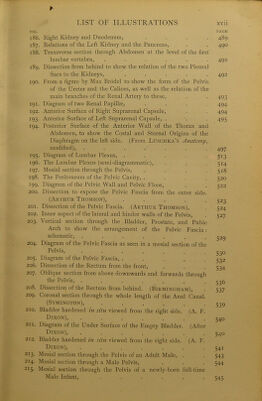 LIST OF ILLUSTRATIONS xvii
FIG. PAGE
186. Right Kidney and Duodenum, 489
187. Relations of the Left Kidney and the Pancreas, 490
188. Transverse section through Abdomen at the level of the first
lumbar vertebra, 491
189. Dissection from behind to show the relation of the two Pleural
Sacs to the Kidneys, 492
190. From a figure by Max Brödel to show the form of the Pelvis
of the Ureter and the Calices, as well as the relation of the
main branches of the Renal Artery to these, 493
191. Diagram of two Renal Papillæ, 494
192. Anterior Surface of Right Suprarenal Capsule, 494
193. Anterior Surface of Left Suprarenal Capsule, 495
194. Posterior Surface of the Anterior Wall of the Thorax and
Abdomen, to show the Costal and Sternal Origins of the
Diaphragm on the left side. (From LUSCHKA'S Anatomy,
modified), 497
195. Diagram of Lumbar Plexus, 513
196. The Lumbar Plexus (semi-diagrammatic), 514
197. Mesial section through the Pelvis, 518
198. The Peritoneum of the Pelvic Cavity, 520
199. Diagram of the Pelvic Wall and Pelvic Floor, 522
200. Dissection to expose the Pelvic Fascia from the outer side.
(ARTHUR THOMSON), 523
201. Dissection of the Pelvic Fascia. (ARTHUR THOMSON), 524
202. Inner aspect of the lateral and hinder walls of the Pelvis, 527
203. Vertical section through the Bladder, Prostate, and Pubic
Arch to show the arrangement of the Pelvic Fascia:
schematic, 529
204. Diagram of the Pelvic Fascia as seen in a mesial section of the
Pelvis, 530
205. Diagram of the Pelvic Fascia, 532
206. Dissection of the Rectum from the front,
207. Oblique section from above downwards and forwards through
the Pelvis,
208. Dissection of the Rectum from behind. (BIRMINGHAM), 537
209. Coronal section through the whole length of the Anal Canal.
(SYMINGTON), 539
210. Bladder hardened in situ viewed from the right side. (A. F.
DIXON), 540
211. Diagram of the Under Surface of the Empty Bladder. (After
DIXON), 540
212. Bladder hardened in situ viewed from the right side. (A. F.
DIXON), 541
213. Mesial section through the Pelvis of an Adult Male, 543
214. Mesial section through a Male Pelvis, 544
215. Mesial section through the Pelvis of a newly-born full-time
Male Infant, 545